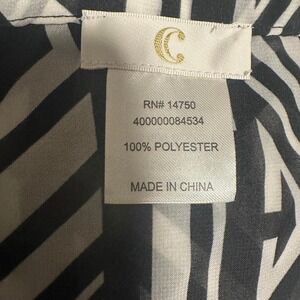 C
RN# 14750
400000084534
100% POLYESTER
MADE IN CHINA